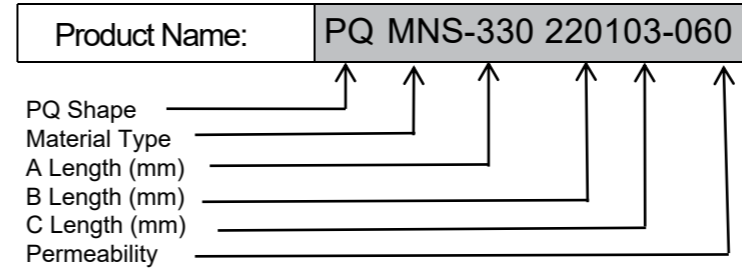 Product Name: PQ MNS-330 220103-060
PQ Shape
Material Type
A Length (mm)
B Length (mm)
C Length (mm)
Permeability